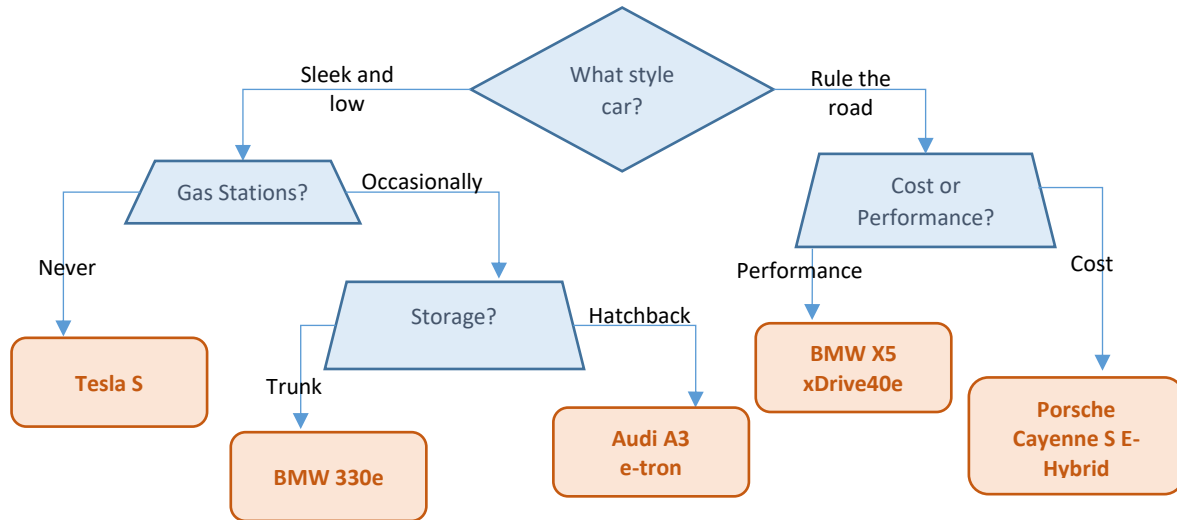 What style
car?
Sleek and
low
Rule the
road
Gas Stations?
Occasionally
Cost or
Performance?
Never
Performance
Cost
Storage?
Hatchback
Tesla S
Trunk
BMW X5
xDrive40e
BMW 330e
Audi A3
e-tron
Porsche
Cayenne S E-
Hybrid